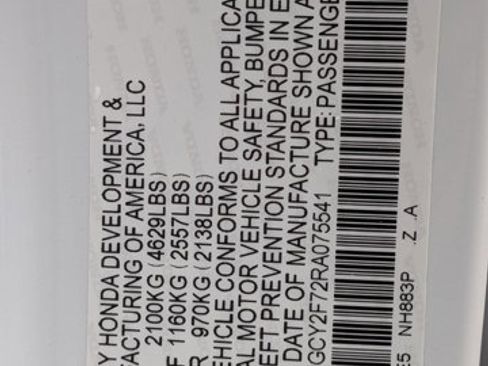 Y HONDA DEVELOPMENT &
FACTURING OF AMERICA, LLC
2100KG (4629LBS)
F 1160KG (2557LBS)
R 970KG (2138LBS)
EHICLE CONFORMS TO ALL APPLICA
AL MOTOR VEHICLE SAFETY, BUMPE
EFT PREVENTION STANDARDS IN E
DATE OF MANUFACTURE SHOWN A
GCY2F72RA075541 TYPE: PASSENGE
E5 NH883P Z A